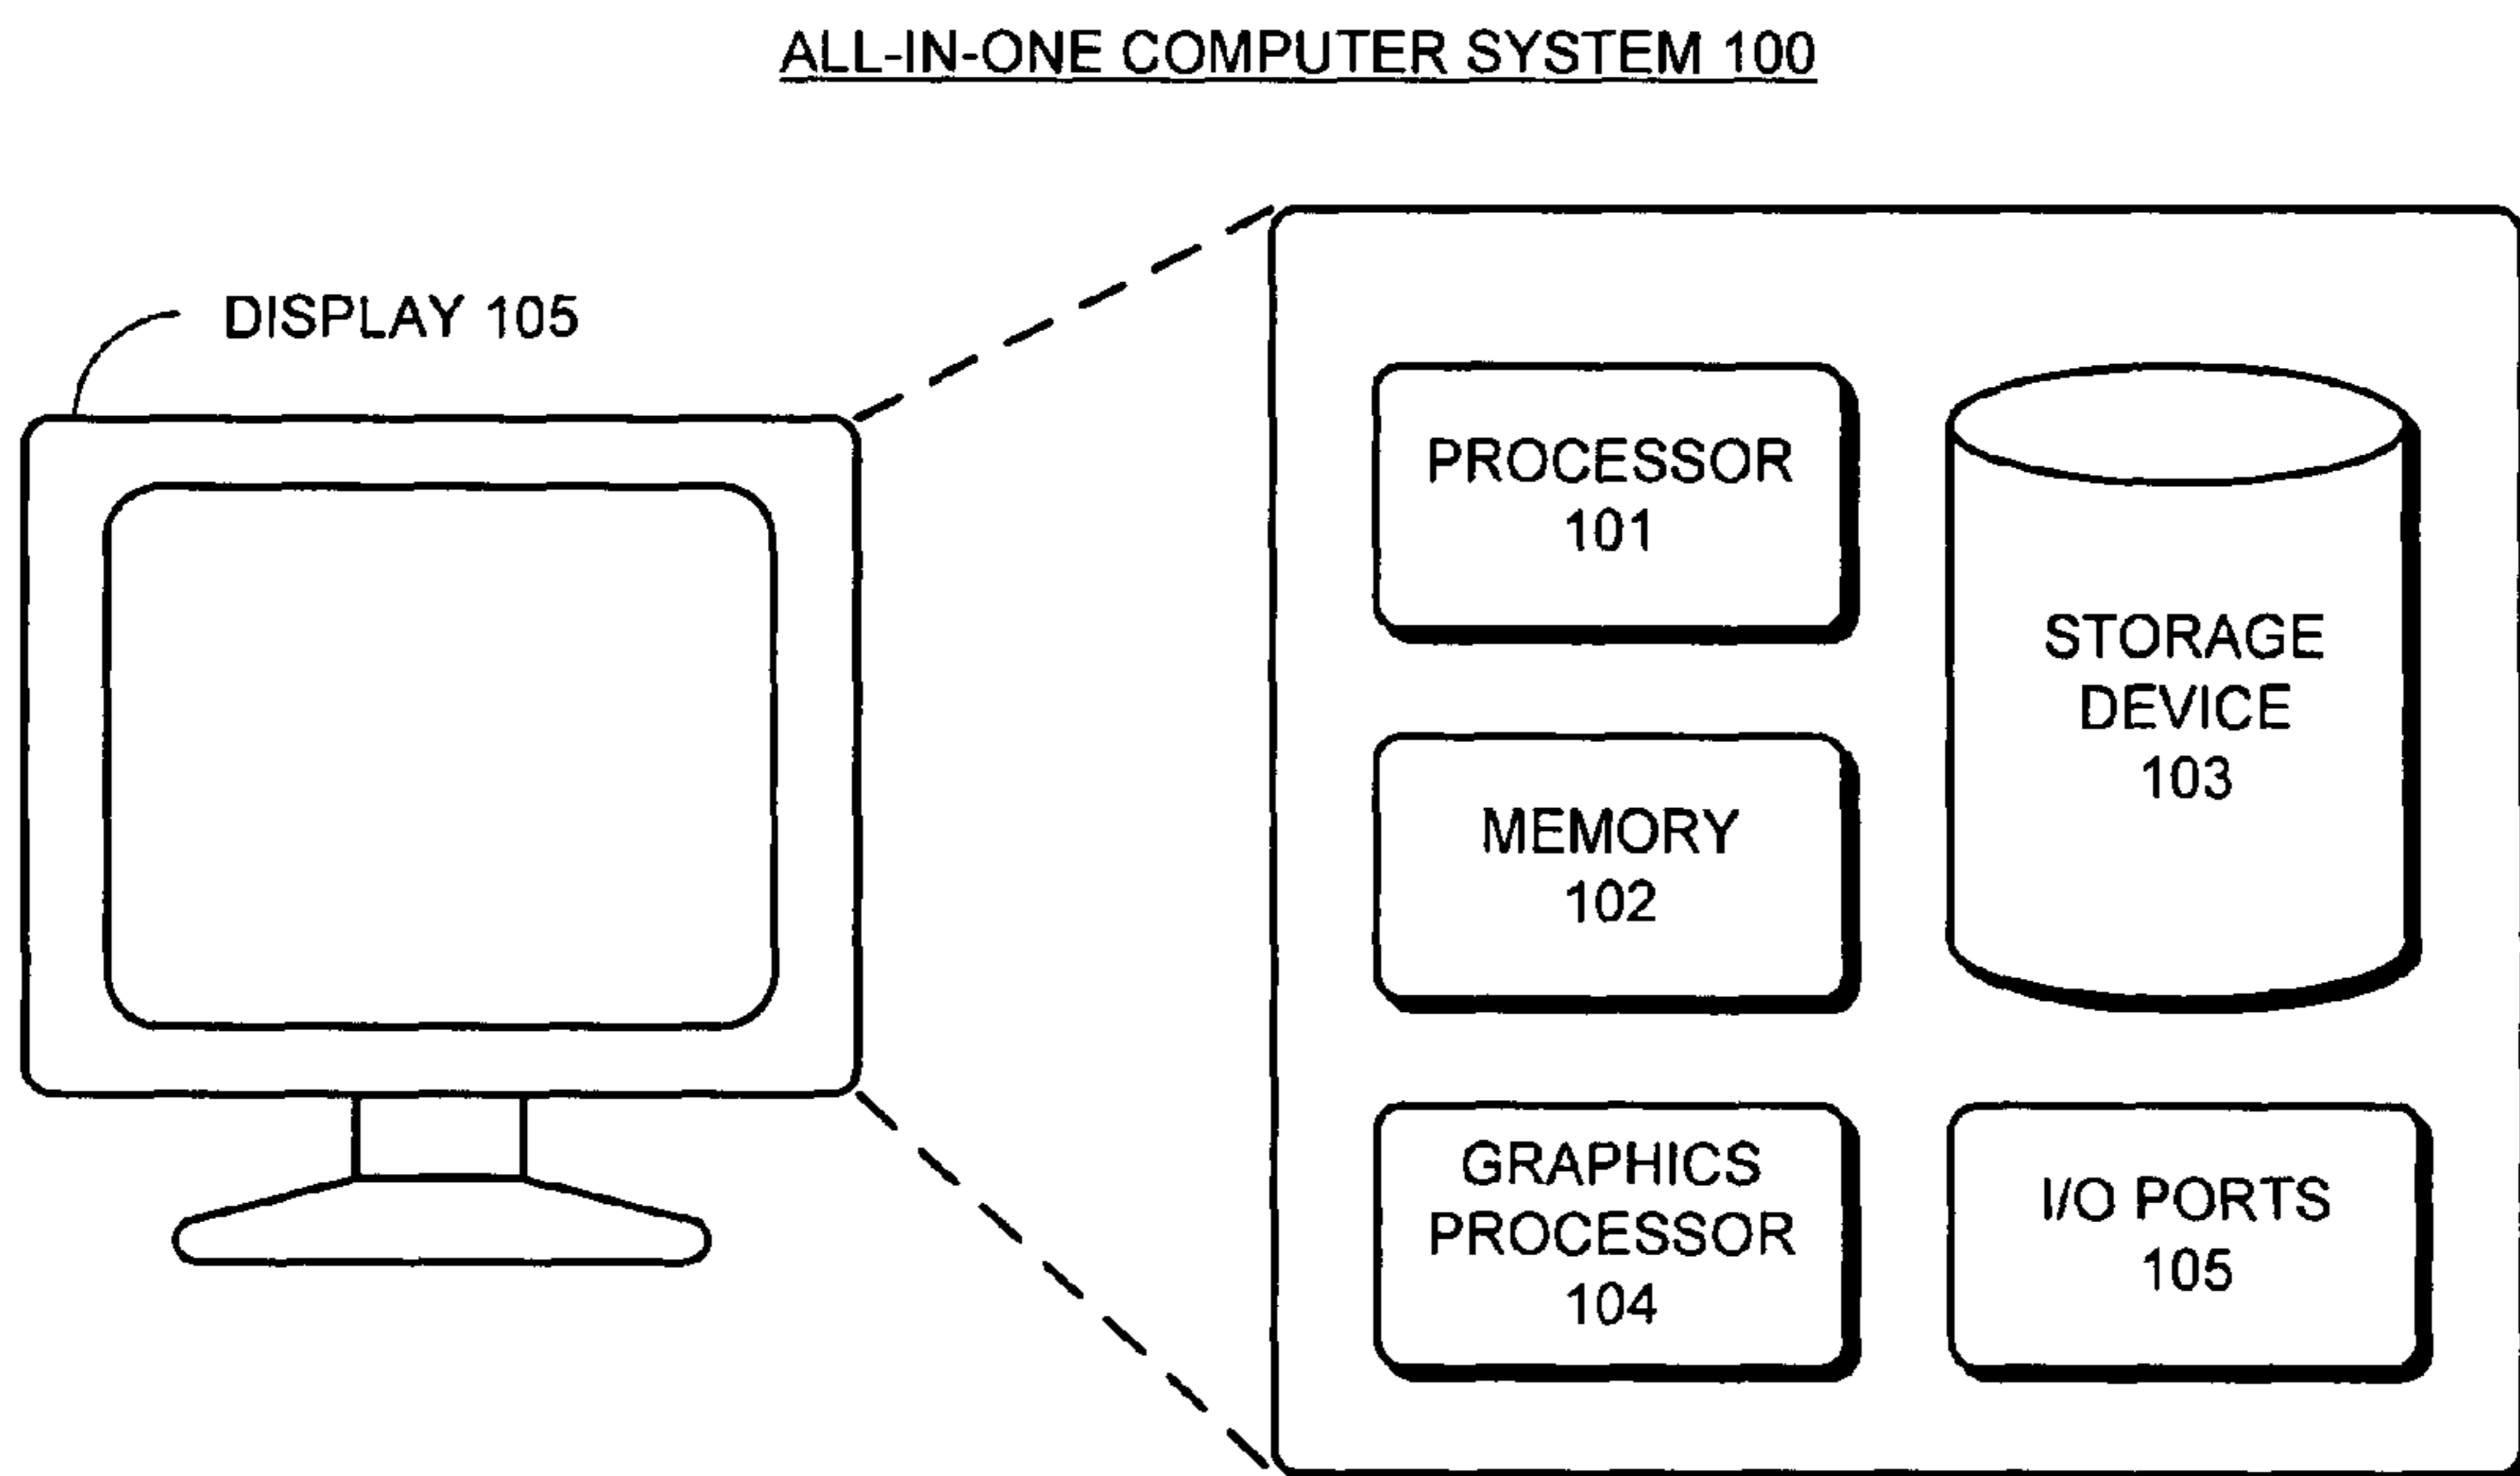 ALL-IN-ONE COMPUTER SYSTEM 100
DISPLAY 105
PROCESSOR
101
STORAGE
DEVICE
103
MEMORY
102
GRAPHICS
PROCESSOR
104
I/O PORTS
105